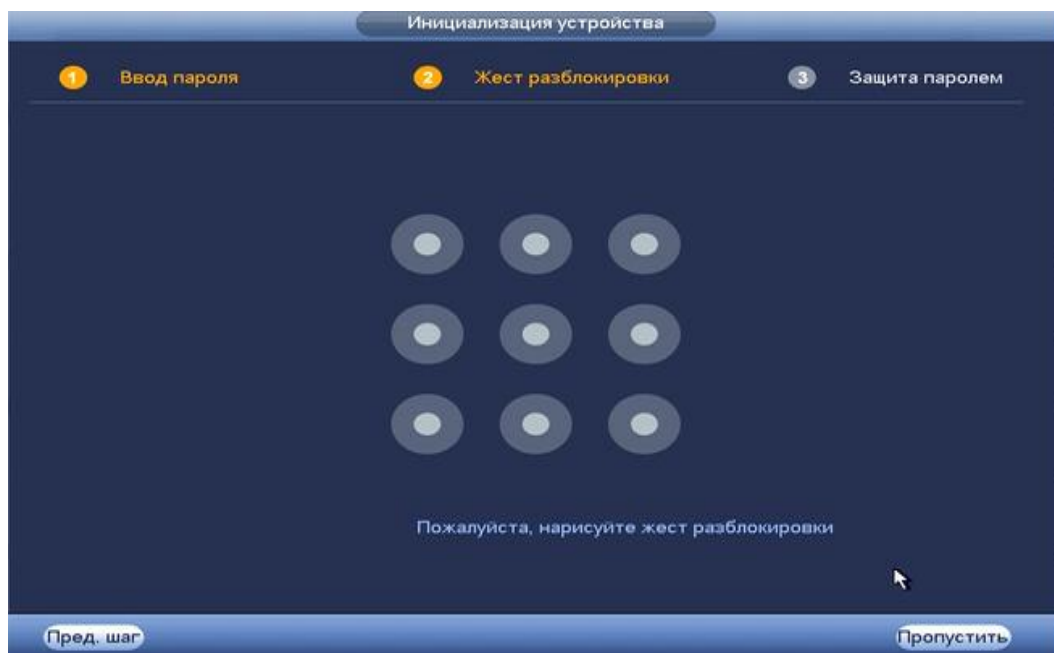 Инициализация устройства
1 Ввод пароля 2 Жест разблокировки 3 Защита паролем
Пожалуйста, нарисуйте жест разблокировки
Пред. шаг Пропустить